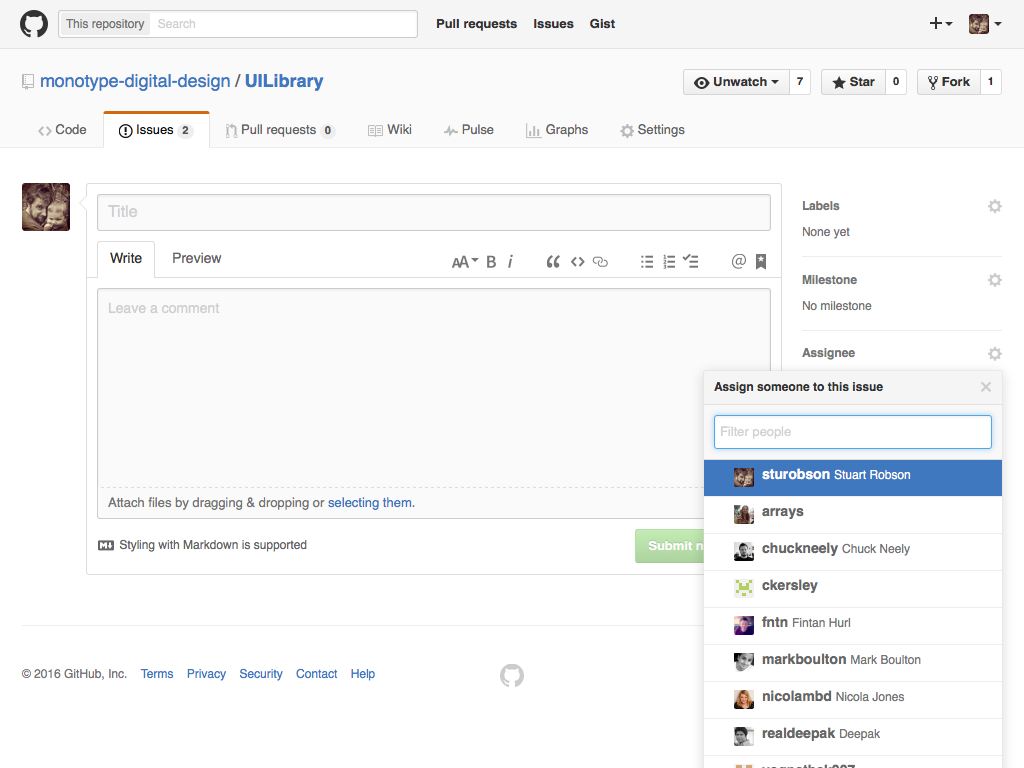 This repository Search Pull requests Issues Gist
monotype-digital-design / UILibrary Unwatch 7 Star 0 Fork 1
Code Issues 2 Pull requests 0 Wiki Pulse Graphs Settings
Title
Write Preview AA B i “ <> @
Leave a comment
Attach files by dragging & dropping or selecting them.
Styling with Markdown is supported
Submit n
Labels
None yet
Milestone
No milestone
Assignee
Assign someone to this issue
Filter people
sturobson Stuart Robson
arrays
chuckneely Chuck Neely
ckersley
fntn Fintan Hurl
markboulton Mark Boulton
nicolambd Nicola Jones
realdeepak Deepak
© 2016 GitHub, Inc. Terms Privacy Security Contact Help